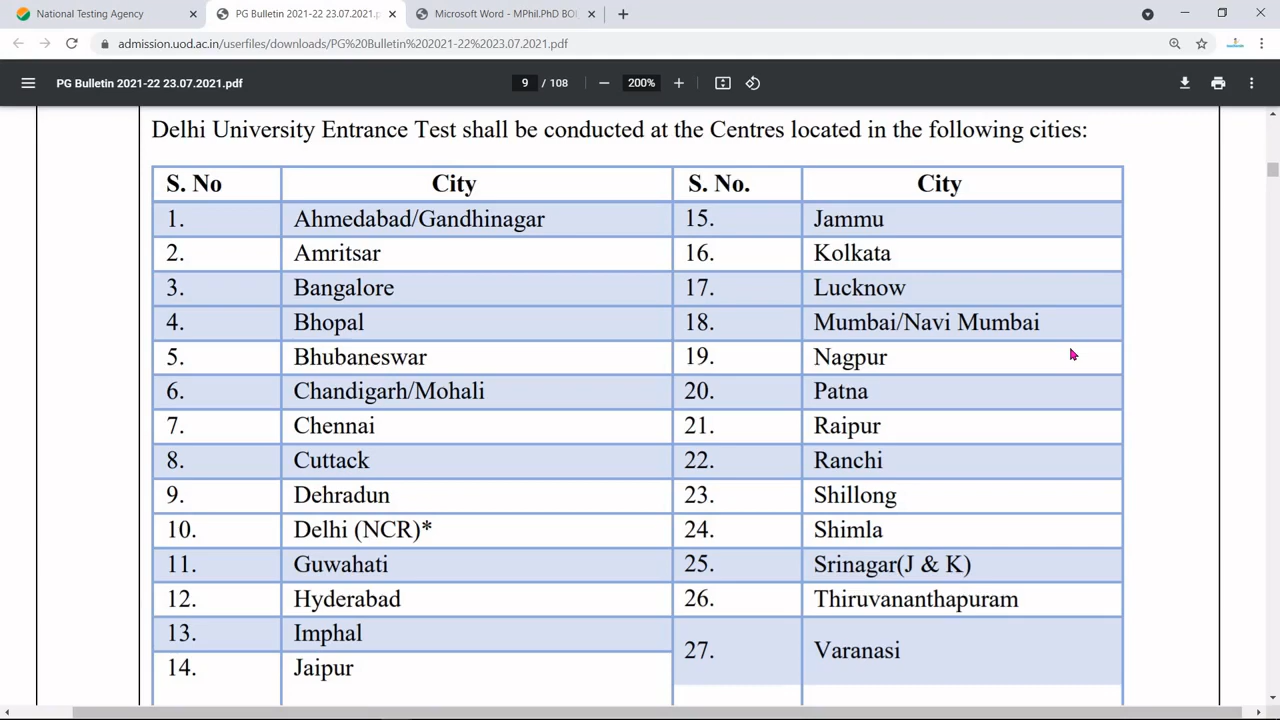 National Testing Agency
PG Bulletin 2021-22 23.07.2021.p
Microsoft Word - MPhil.PhD BOI
admission.uod.ac.in/userfiles/downloads/PG%20Bulletin%202021-22%2023.07.2021.pdf
PG Bulletin 2021-22 23.07.2021.pdf
9 / 108
200%
Delhi University Entrance Test shall be conducted at the Centres located in the following cities:
S. No City S. No. City
1. Ahmedabad/Gandhinagar 15. Jammu
2. Amritsar 16. Kolkata
3. Bangalore 17. Lucknow
4. Bhopal 18. Mumbai/Navi Mumbai
5. Bhubaneswar 19. Nagpur
6. Chandigarh/Mohali 20. Patna
7. Chennai 21. Raipur
8. Cuttack 22. Ranchi
9. Dehradun 23. Shillong
10. Delhi (NCR)* 24. Shimla
11. Guwahati 25. Srinagar(J & K)
12. Hyderabad 26. Thiruvananthapuram
13. Imphal 27. Varanasi
14. Jaipur